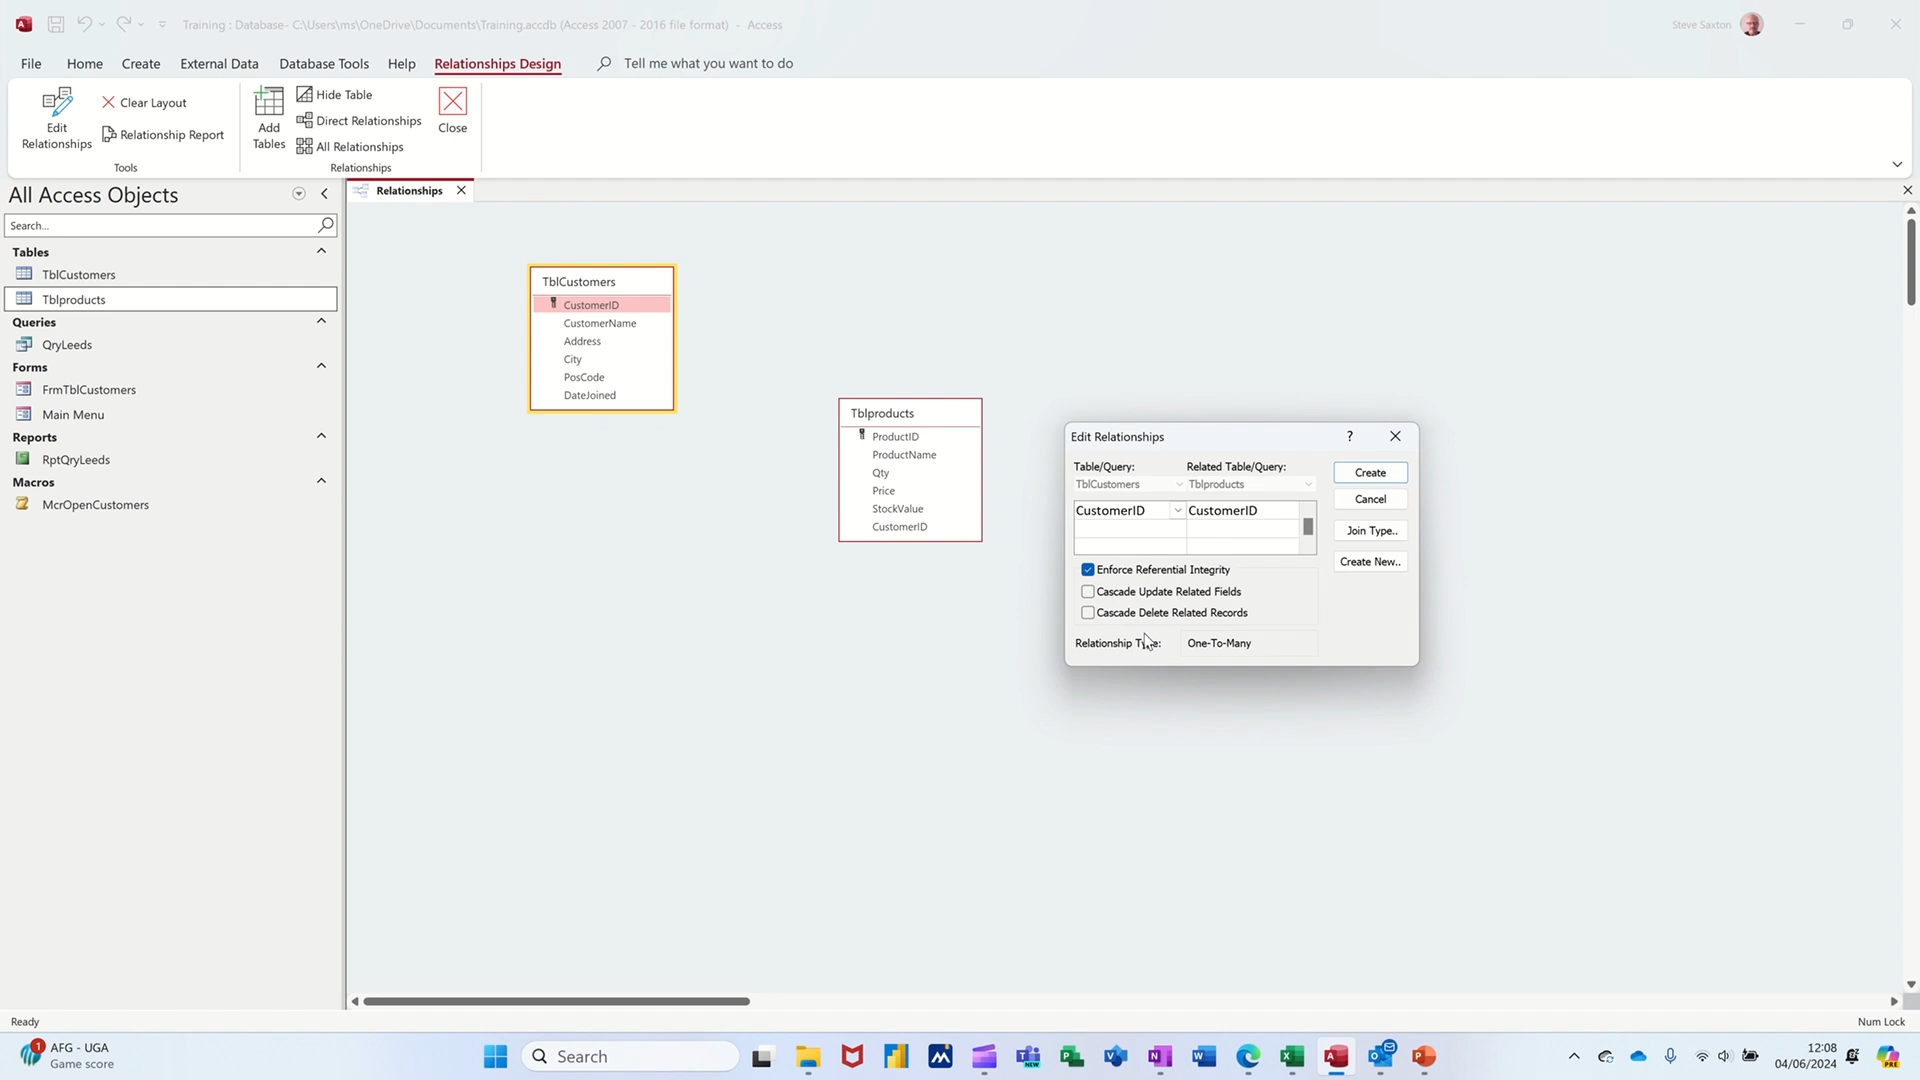 Training : Database- C:\Users\ms\OneDrive\Documents\Training.accdb (Access 2007 - 2016 file format) - Access
Steve Saxton
File Home Create External Data Database Tools Help Relationships Design Tell me what you want to do
Edit Relationships
Clear Layout
Relationship Report
Tools
Add Tables
Hide Table
Direct Relationships
All Relationships
Relationships
Close
All Access Objects
Search...
Tables
TblCustomers
Tblproducts
Queries
QryLeeds
Forms
FrmTblCustomers
Main Menu
Reports
RptQryLeeds
Macros
McrOpenCustomers
Relationships
TblCustomers
CustomerID
CustomerName
Address
City
PosCode
DateJoined
Tblproducts
ProductID
ProductName
Qty
Price
StockValue
CustomerID
Edit Relationships ?
Table/Query: Related Table/Query:
TblCustomers Tblproducts
CustomerID CustomerID
Enforce Referential Integrity
Cascade Update Related Fields
Cascade Delete Related Records
Relationship Type: One-To-Many
Create
Cancel
Join Type..
Create New..
Ready
Num Lock
1
AFG - UGA
Game score
Search
NEW
12:08
04/06/2024
PRE